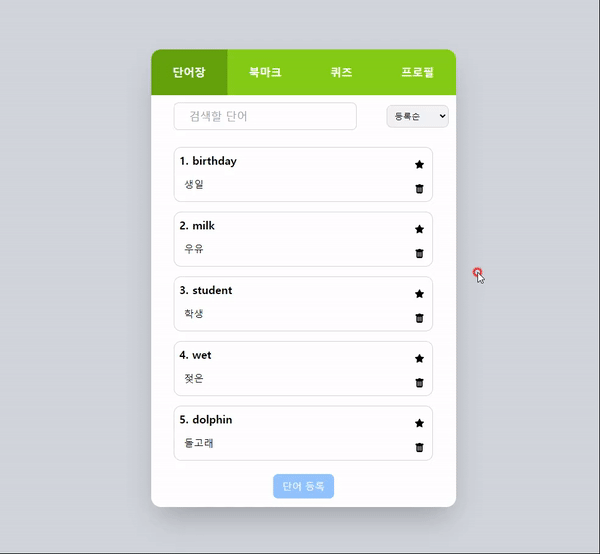 단어장 북마크 퀴즈 프로필
검색할 단어 등록순
1. birthday
생일
2. milk
우유
3. student
학생
4. wet
젖은
5. dolphin
돌고래
단어 등록